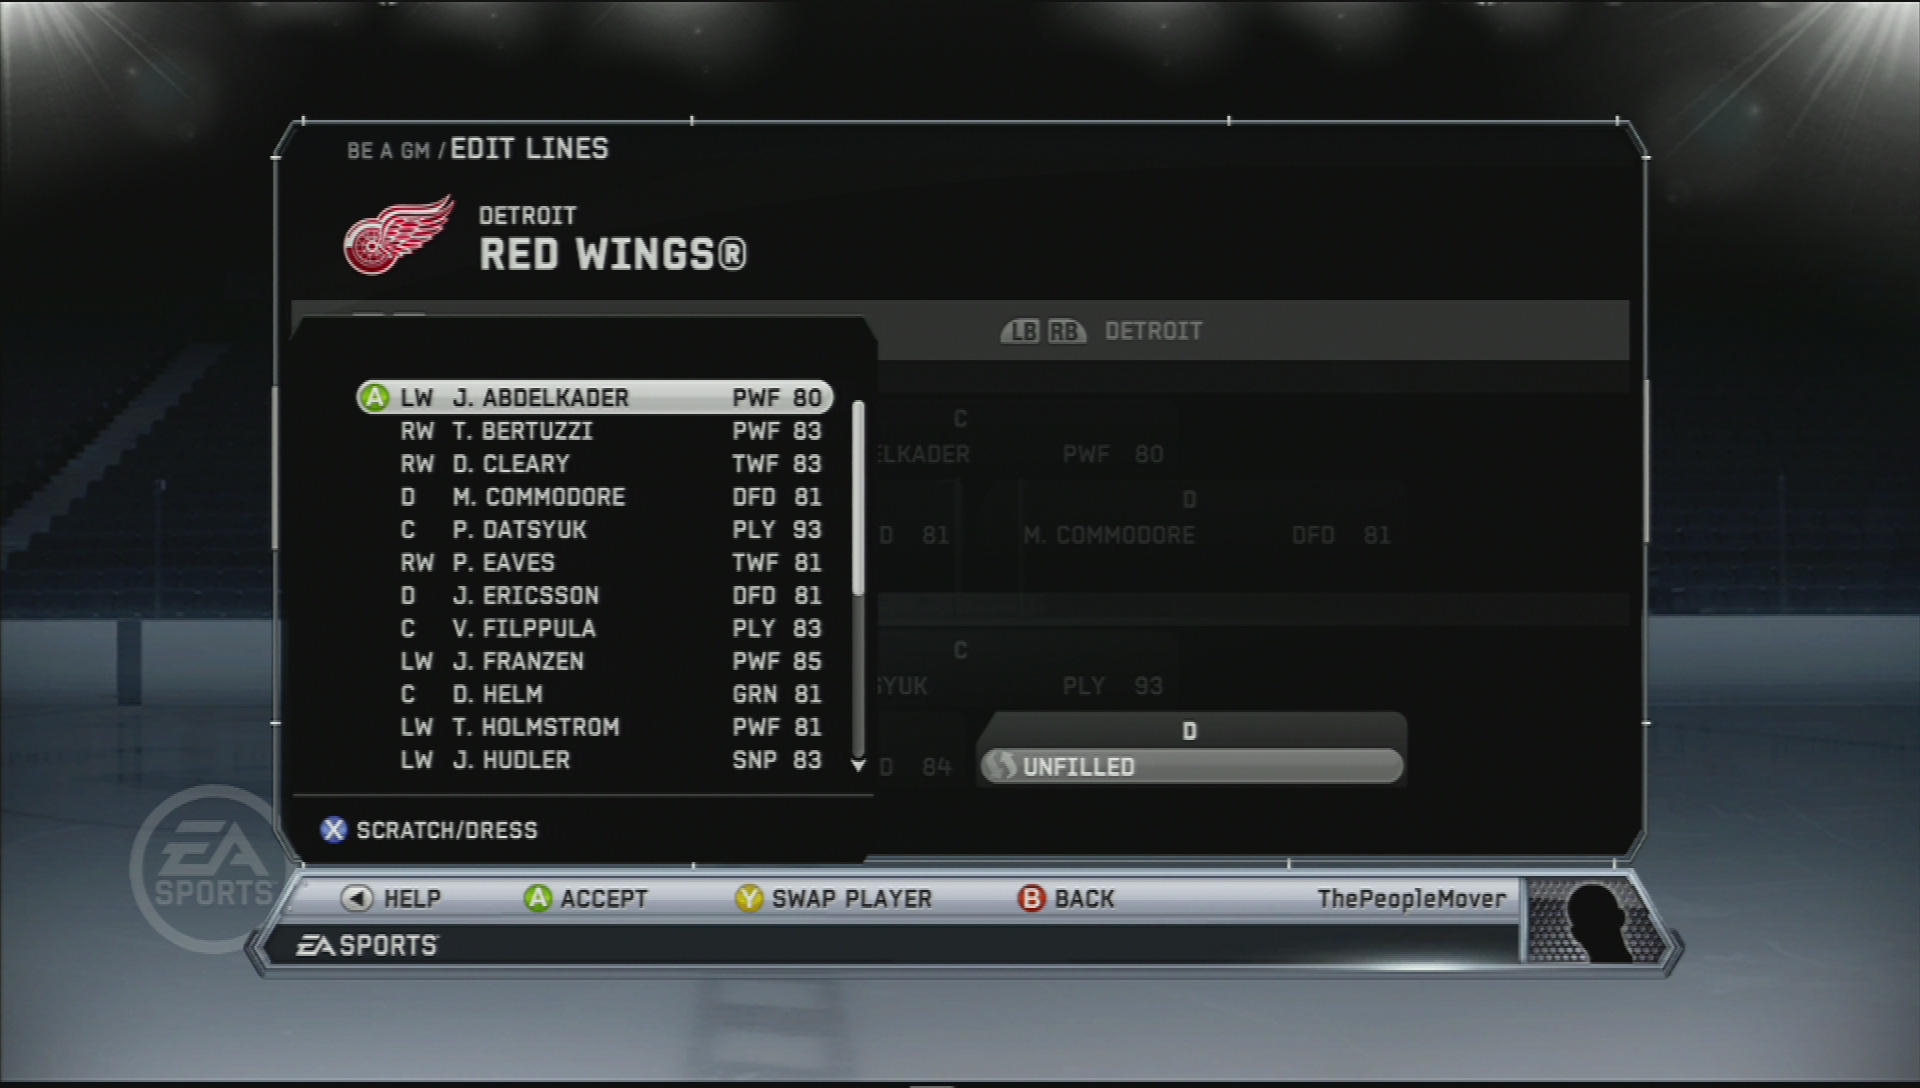 BE A GM / EDIT LINES
DETROIT
RED WINGS®
LB RB DETROIT
A LW J. ABDELKADER PWF 80
RW T. BERTUZZI PWF 83
RW D. CLEARY TWF 83
D M. COMMODORE DFD 81
C P. DATSYUK PLY 93
RW P. EAVES TWF 81
D J. ERICSSON DFD 81
C V. FILPPULA PLY 83
LW J. FRANZEN PWF 85
C D. HELM GRN 81
LW T. HOLMSTROM PWF 81
LW J. HUDLER SNP 83
X SCRATCH/DRESS
C
ELKADER PWF 80
D
D 81 M. COMMODORE DFD 81
C
SYUK PLY 93
D
D 84 UNFILLED
HELP A ACCEPT Y SWAP PLAYER B BACK ThePeopleMover
EA SPORTS
EA SPORTS